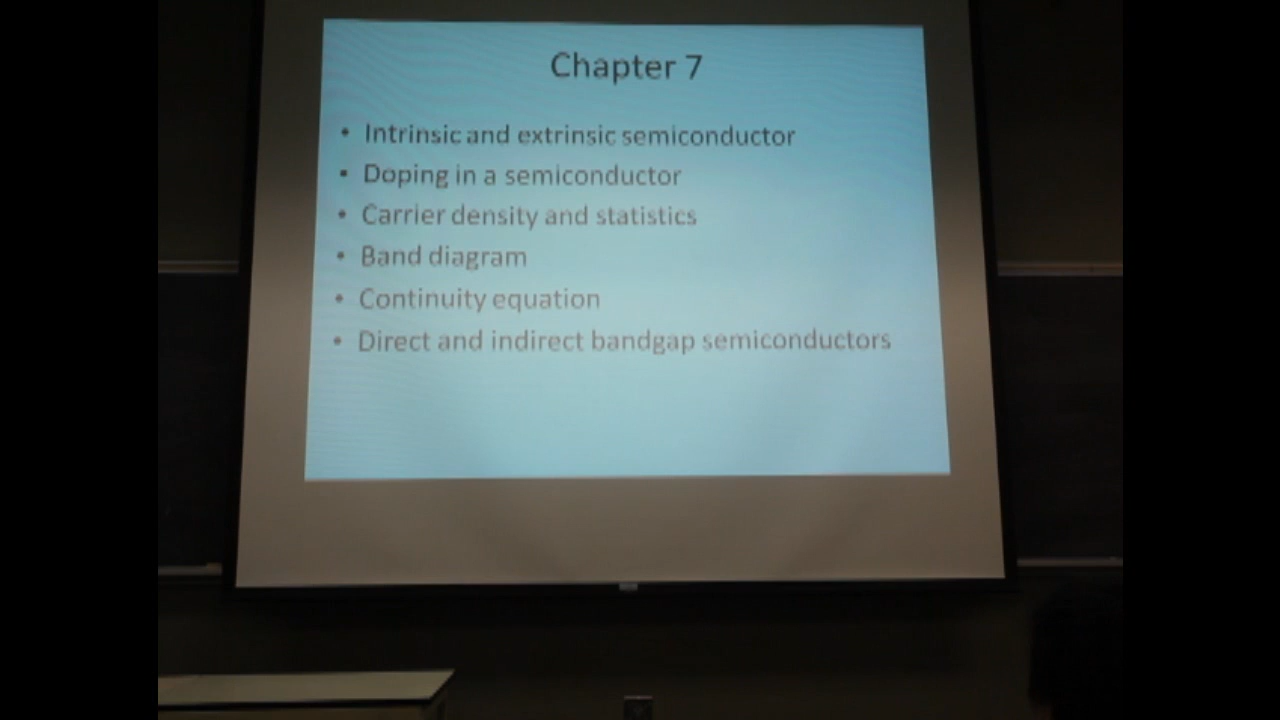 Chapter 7
• Intrinsic and extrinsic semiconductor
• Doping in a semiconductor
• Carrier density and statistics
• Band diagram
• Continuity equation
• Direct and indirect bandgap semiconductors